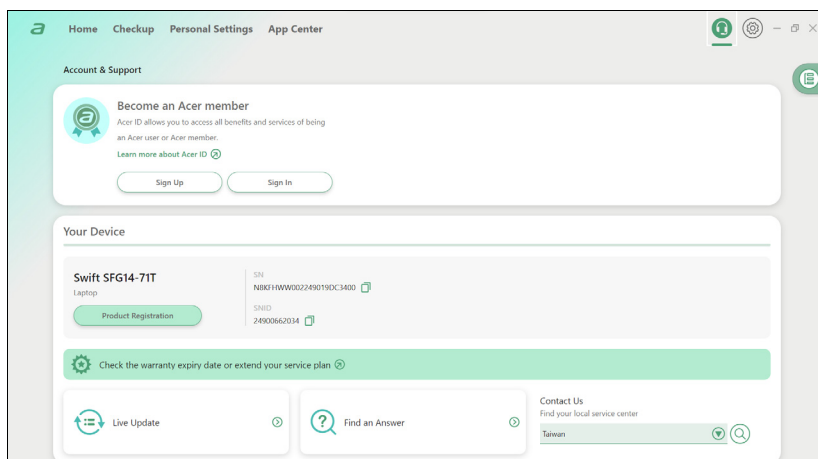 Home Checkup Personal Settings App Center
Account & Support
Become an Acer member
Acer ID allows you to access all benefits and services of being
an Acer user or Acer member.
Learn more about Acer ID
Sign Up Sign In
Your Device
Swift SFG14-71T
Laptop
Product Registration
SN
NBKFHWW002249019DC3400
SNID
24900662034
Check the warranty expiry date or extend your service plan
Live Update
Find an Answer
Contact Us
Find your local service center
Taiwan